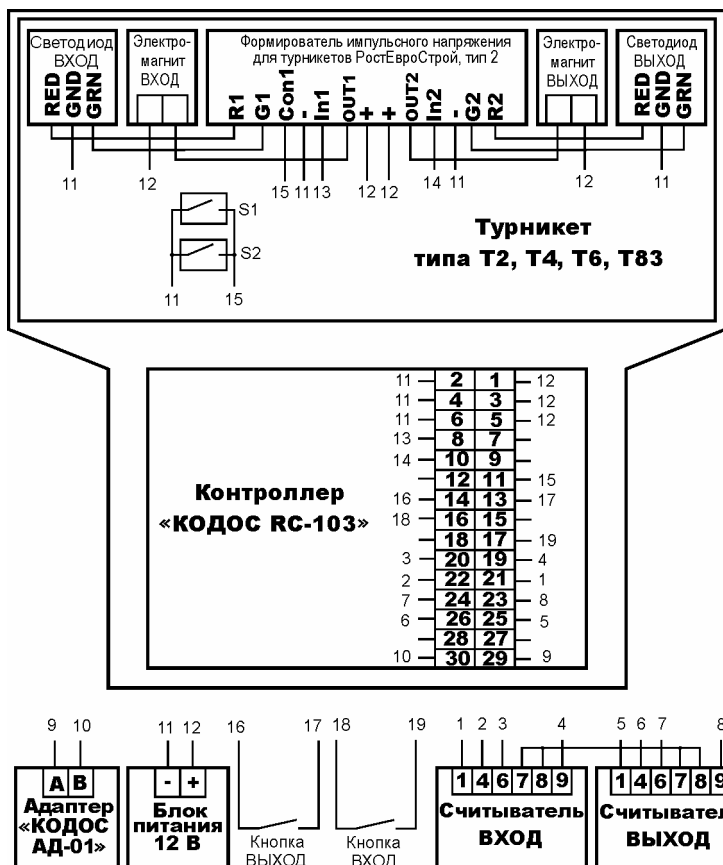 Светодиод ВХОД
RED GND GRN
Электро-магнит ВХОД
Формирователь импульсного напряжения
для турникетов РостЕвроСтрой, тип 2
R1 G1 Con1 - In1 OUT1 + + OUT2 In2 - G2 R2
Электро-магнит ВЫХОД
Светодиод ВЫХОД
RED GND GRN
11 12 15 11 13 12 12 14 11 12 11
S1
S2
11 15
Турникет
типа Т2, Т4, Т6, Т83
Контроллер
«КОДОС RC-103»
11 2 1 12
11 4 3 12
11 6 5 12
13 8 7
14 10 9
12 11 15
16 14 13 17
18 16 15
18 17 19
3 20 19 4
2 22 21 1
7 24 23 8
6 26 25 5
28 27
10 30 29 9
9 10
A B
Адаптер
«КОДОС
АД-01»
11 12
- +
Блок
питания
12 В
16 17
Кнопка
ВЫХОД
18 19
Кнопка
ВХОД
1 2 3 4
1 4 6 7 8 9
Считыватель
ВХОД
5 6 7 8
1 4 6 7 8 9
Считывател
ВЫХОД